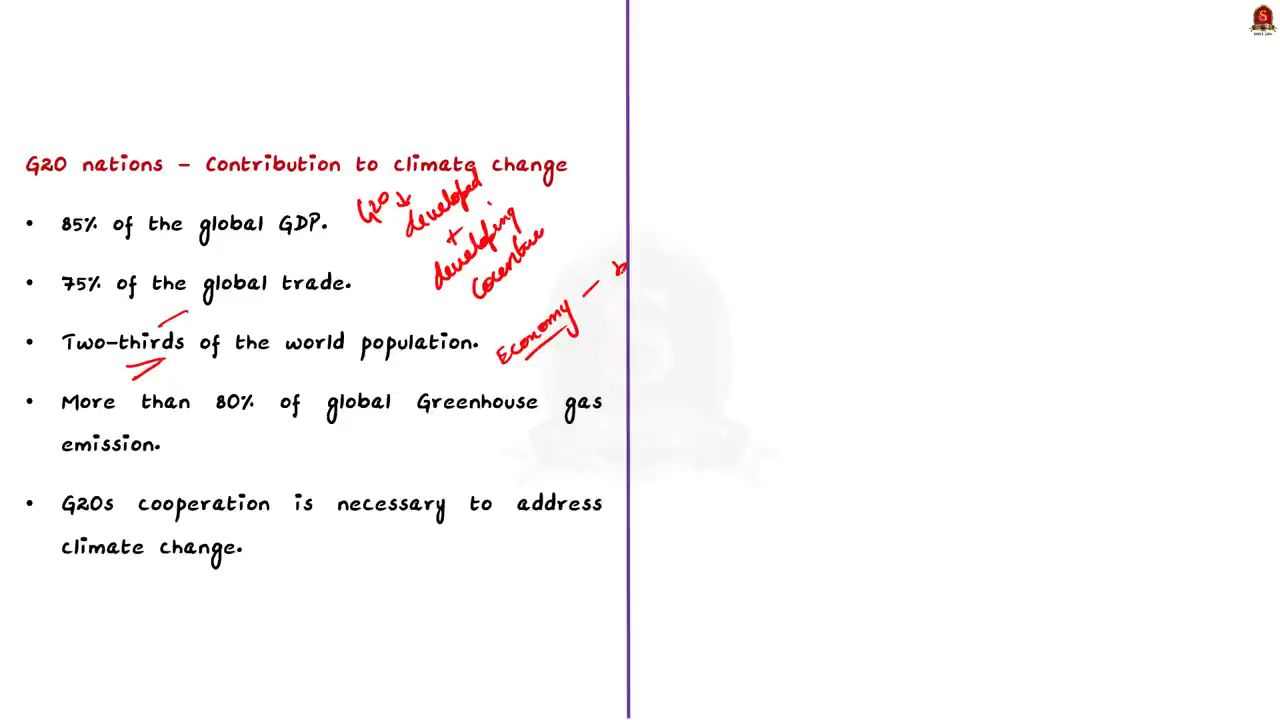 G20 nations – Contribution to climate change
• 85% of the global GDP.
• 75% of the global trade.
• Two-thirds of the world population.
• More than 80% of global Greenhouse gas
emission.
• G20s cooperation is necessary to address
climate change.
G20
developed
+
developing
Economy –